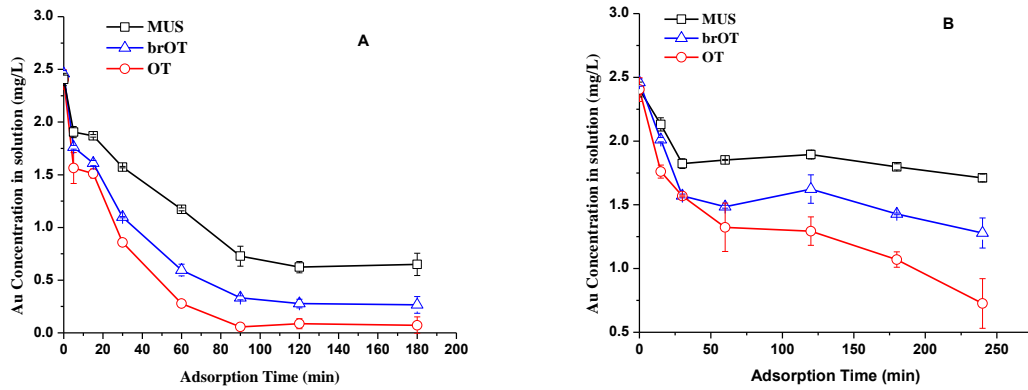 3.0
2.5
2.0
1.5
1.0
0.5
0.0
Au Concentration in solution (mg/L)
MUS
brOT
OT
A
0 20 40 60 80 100 120 140 160 180 200
Adsorption Time (min)
3.0
2.5
2.0
1.5
1.0
0.5
Au Concentration in solution (mg/L)
MUS
brOT
OT
B
0 50 100 150 200 250
Adsorption Time (min)